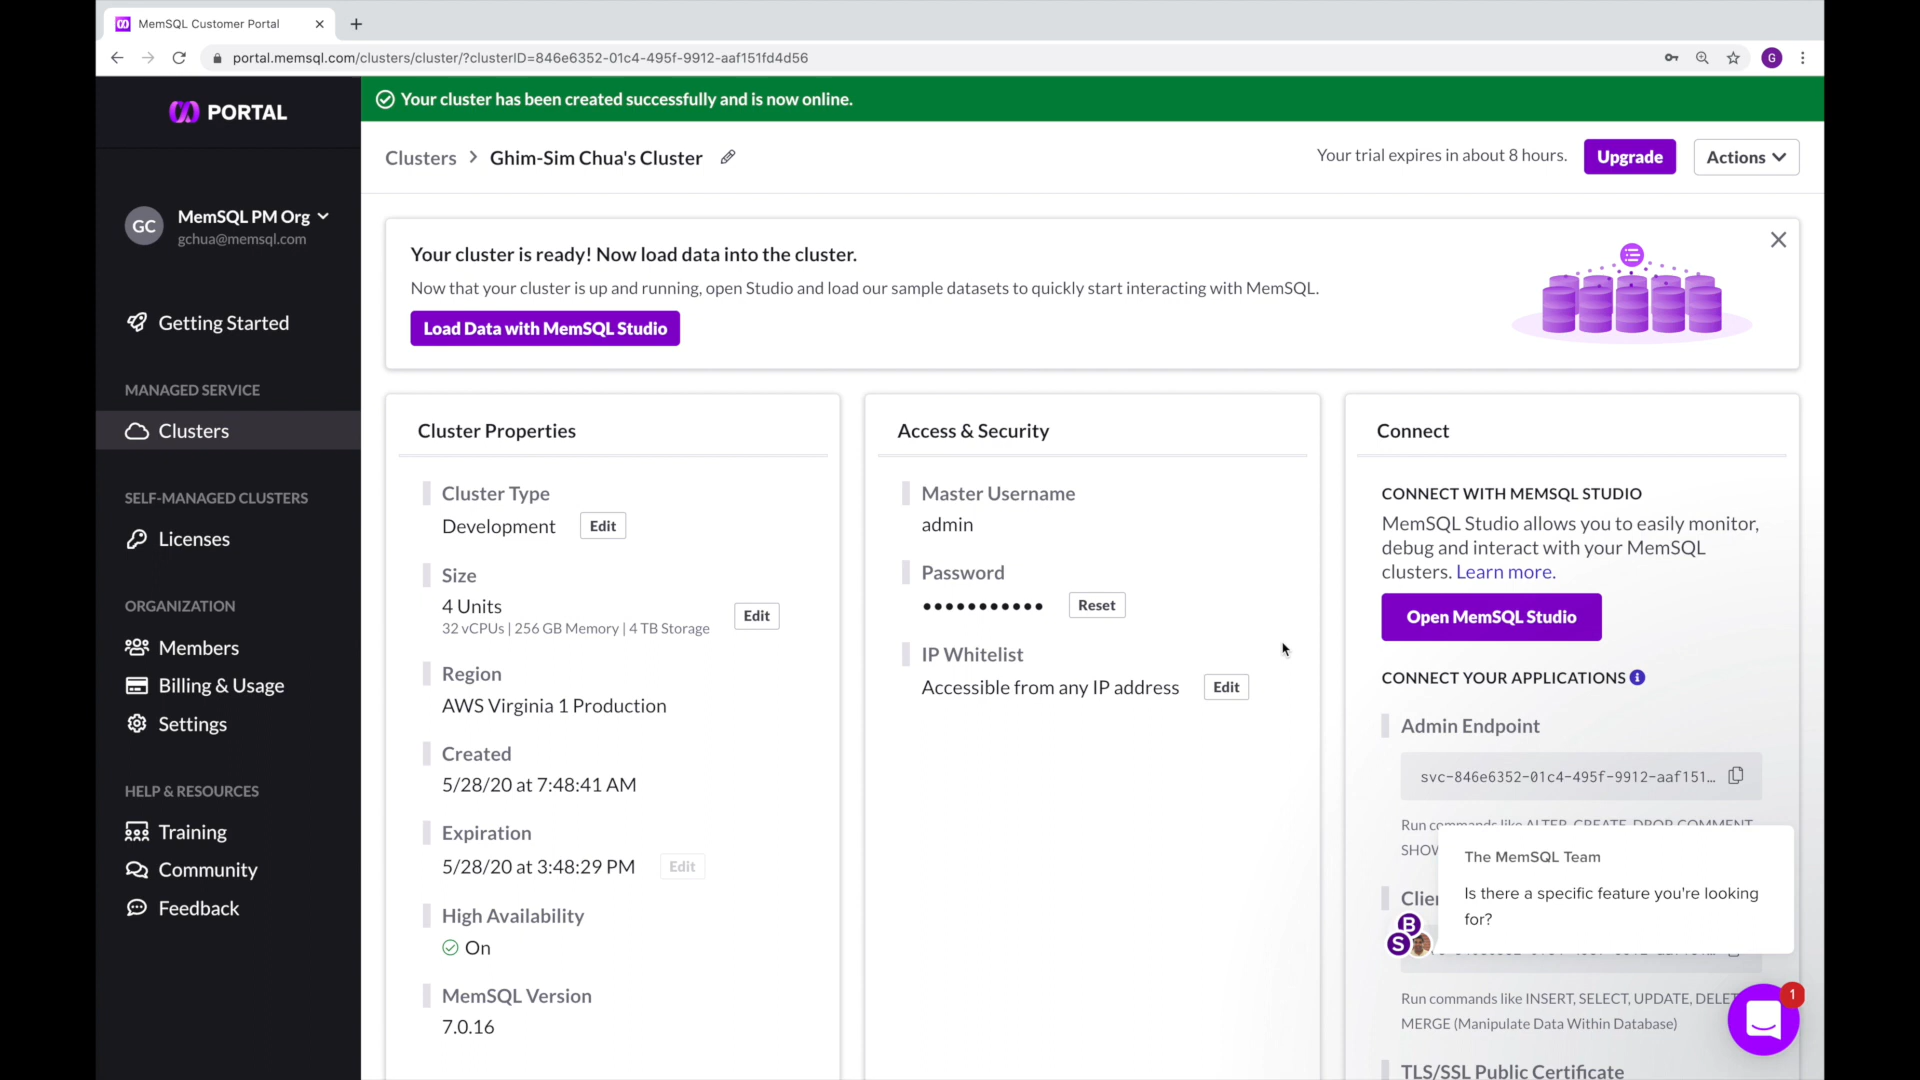 MemSQL Customer Portal
portal.memsql.com/clusters/cluster/?clusterID=846e6352-01c4-495f-9912-aaf151fd4d56
G
PORTAL
Your cluster has been created successfully and is now online.
Clusters > Ghim-Sim Chua's Cluster
Your trial expires in about 8 hours.
Upgrade
Actions
GC
MemSQL PM Org
gchua@memsql.com
Getting Started
MANAGED SERVICE
Clusters
SELF-MANAGED CLUSTERS
Licenses
ORGANIZATION
Members
Billing & Usage
Settings
HELP & RESOURCES
Training
Community
Feedback
Your cluster is ready! Now load data into the cluster.
Now that your cluster is up and running, open Studio and load our sample datasets to quickly start interacting with MemSQL.
Load Data with MemSQL Studio
Cluster Properties
Cluster Type
Development Edit
Size
4 Units
32 vCPUs | 256 GB Memory | 4 TB Storage
Edit
Region
AWS Virginia 1 Production
Created
5/28/20 at 7:48:41 AM
Expiration
5/28/20 at 3:48:29 PM Edit
High Availability
On
MemSQL Version
7.0.16
Access & Security
Master Username
admin
Password
••••••••••• Reset
IP Whitelist
Accessible from any IP address Edit
Connect
CONNECT WITH MEMSQL STUDIO
MemSQL Studio allows you to easily monitor,
debug and interact with your MemSQL
clusters. Learn more.
Open MemSQL Studio
CONNECT YOUR APPLICATIONS
Admin Endpoint
svc-846e6352-01c4-495f-9912-aaf151...
Run commands like ALTER, CREATE, DROP COMMENT
SHOW
The MemSQL Team
Is there a specific feature you're looking
for?
B
S
Run commands like INSERT, SELECT, UPDATE, DELET
MERGE (Manipulate Data Within Database)
1
TLS/SSL Public Certificate